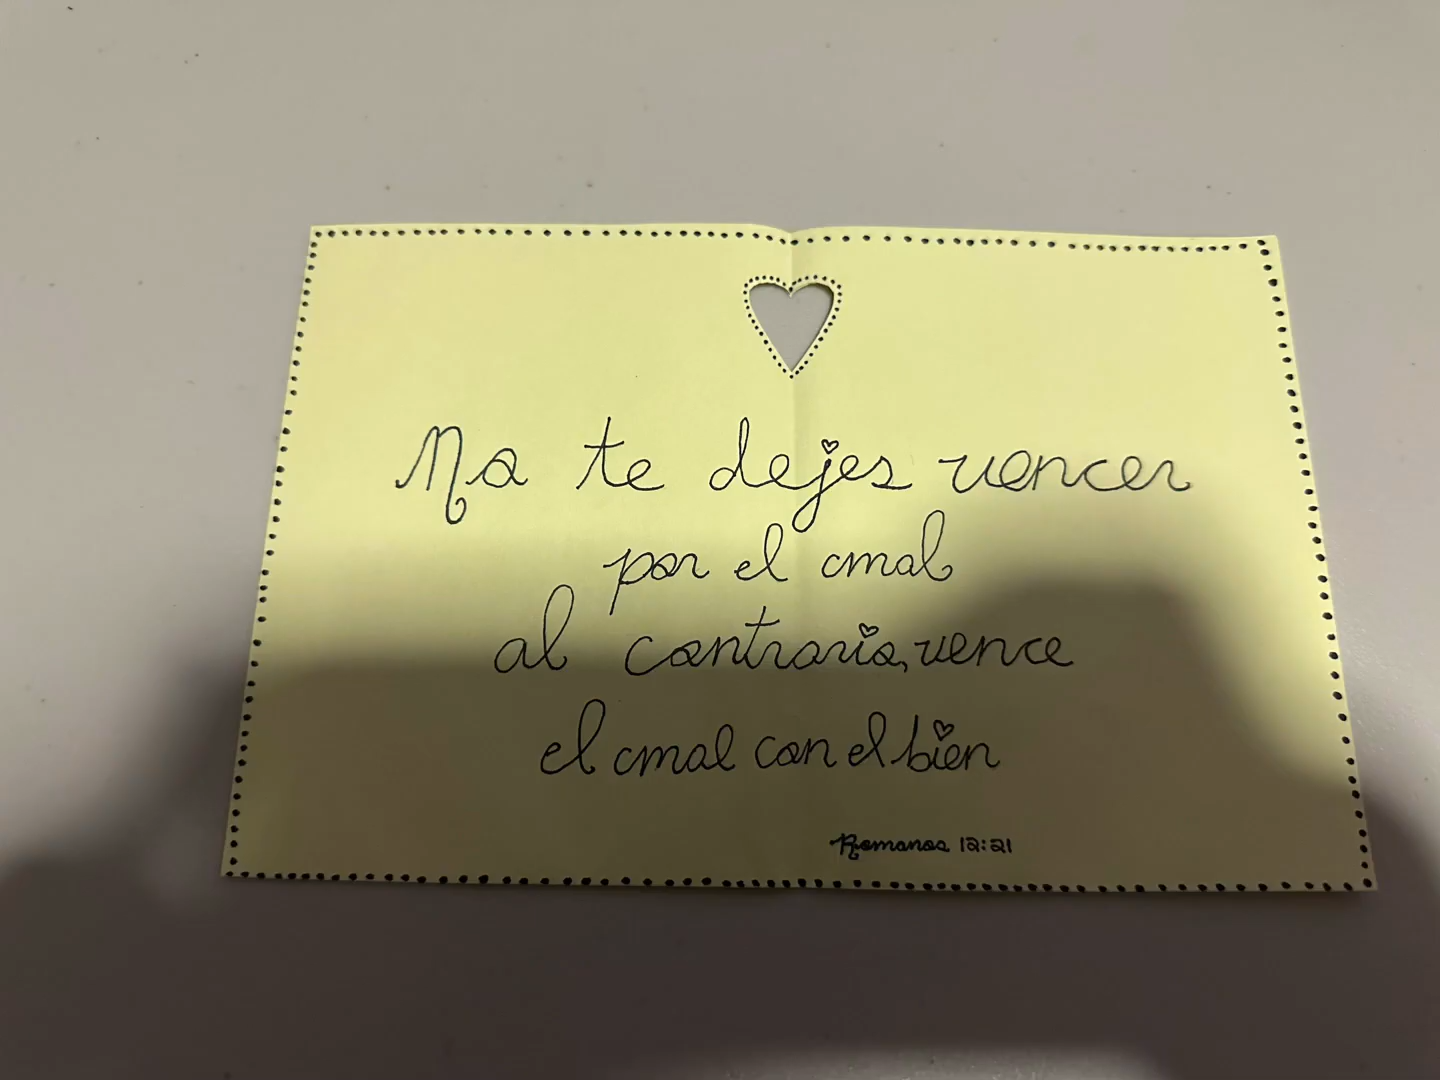 No te dejes vencer
por el mal
al contrario, vence
el mal con el bien
Romanos 12:21